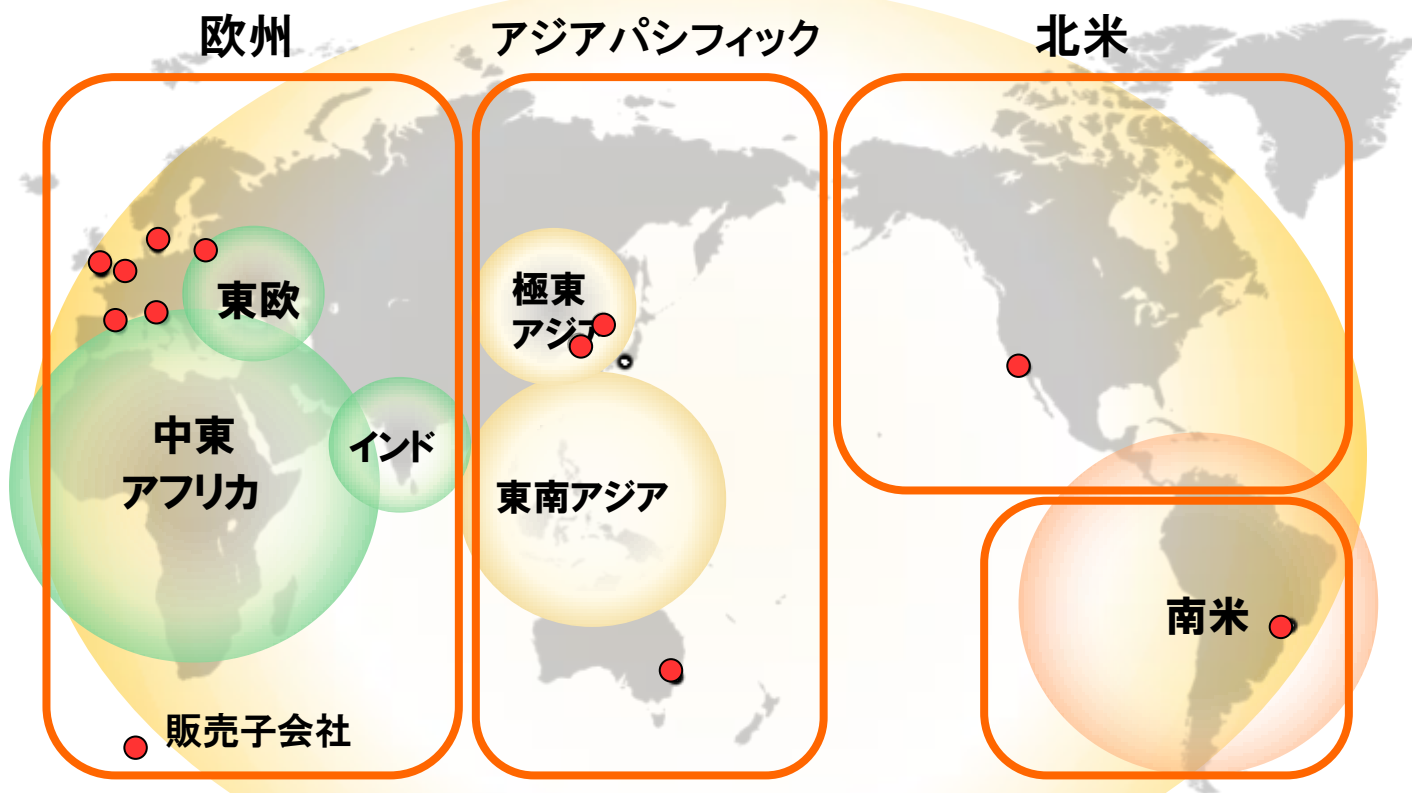 欧州
アジアパシフィック
北米
東欧
極東
アジア
中東
アフリカ
インド
東南アジア
南米
販売子会社